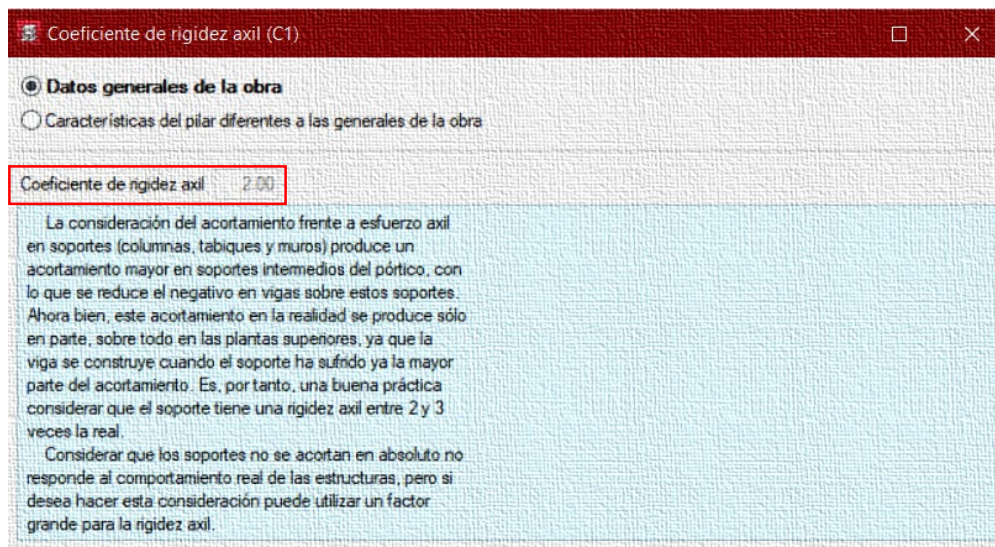 Coeficiente de rigidez axil (C1)
Datos generales de la obra
Características del pilar diferentes a las generales de la obra
Coeficiente de rigidez axil 2.00
La consideración del acortamiento frente a esfuerzo axil
en soportes (columnas, tabiques y muros) produce un
acortamiento mayor en soportes intermedios del pórtico, con
lo que se reduce el negativo en vigas sobre estos soportes.
Ahora bien, este acortamiento en la realidad se produce sólo
en parte, sobre todo en las plantas superiores, ya que la
viga se construye cuando el soporte ha sufrido ya la mayor
parte del acortamiento. Es, por tanto, una buena práctica
considerar que el soporte tiene una rigidez axil entre 2 y 3
veces la real.
Considerar que los soportes no se acortan en absoluto no
responde al comportamiento real de las estructuras, pero si
desea hacer esta consideración puede utilizar un factor
grande para la rigidez axil.